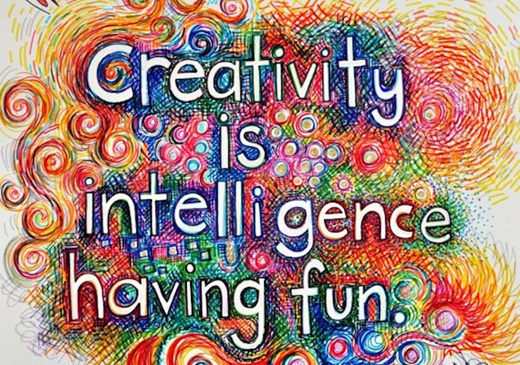 Creativity
is
intelligence
having fun.